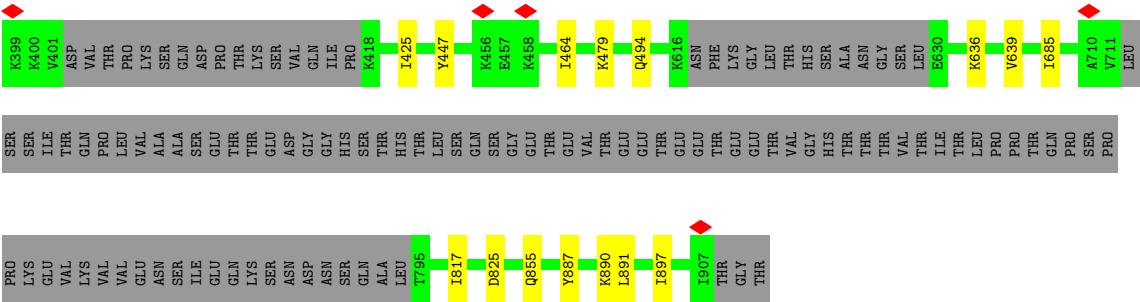 K399 K400 V401 ASP VAL THR PRO LYS SER GLN ASP PRO THR LYS SER VAL GLN ILE PRO K418 I425 Y447 K456 E457 K458 I464 K479 Q494 K616 ASN PHE LYS GLY LEU THR HIS SER ALA ASN GLY SER LEU E630 K636 V639 I685 A710 V711 LEU
SER SER ILE THR GLN PRO LEU VAL ALA ALA SER GLU THR THR GLU ASP GLY GLY HIS SER THR HIS THR LEU SER GLN SER GLY GLU THR GLU VAL THR GLU GLU THR GLU GLU THR GLU GLU THR VAL GLY HIS THR THR THR VAL THR ILE THR LEU PRO PRO THR GLN PRO SER PRO
PRO LYS GLU VAL LYS VAL VAL GLU ASN SER ILE GLU GLN LYS SER ASN ASP ASN SER GLN ALA LEU T795 I817 D825 Q855 Y887 K890 L891 I897 I907 THR GLY THR